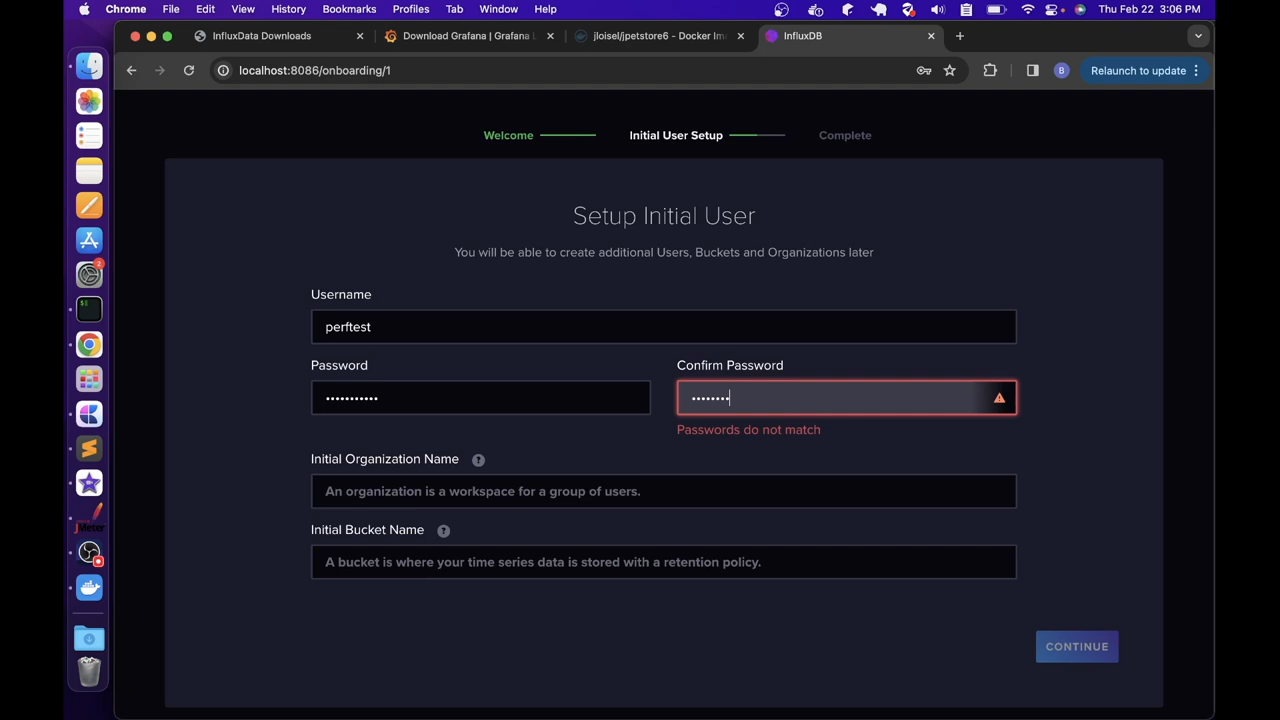 Chrome File Edit View History Bookmarks Profiles Tab Window Help Thu Feb 22 3:06 PM
InfluxData Downloads Download Grafana | Grafana L jloisel/jpetstore6 - Docker Im InfluxDB
localhost:8086/onboarding/1 B Relaunch to update
Welcome Initial User Setup Complete
Setup Initial User
You will be able to create additional Users, Buckets and Organizations later
Username
perftest
Password Confirm Password
••••••••••• ••••••••
Passwords do not match
Initial Organization Name ?
An organization is a workspace for a group of users.
Initial Bucket Name ?
A bucket is where your time series data is stored with a retention policy.
CONTINUE
2
$$
JMeter